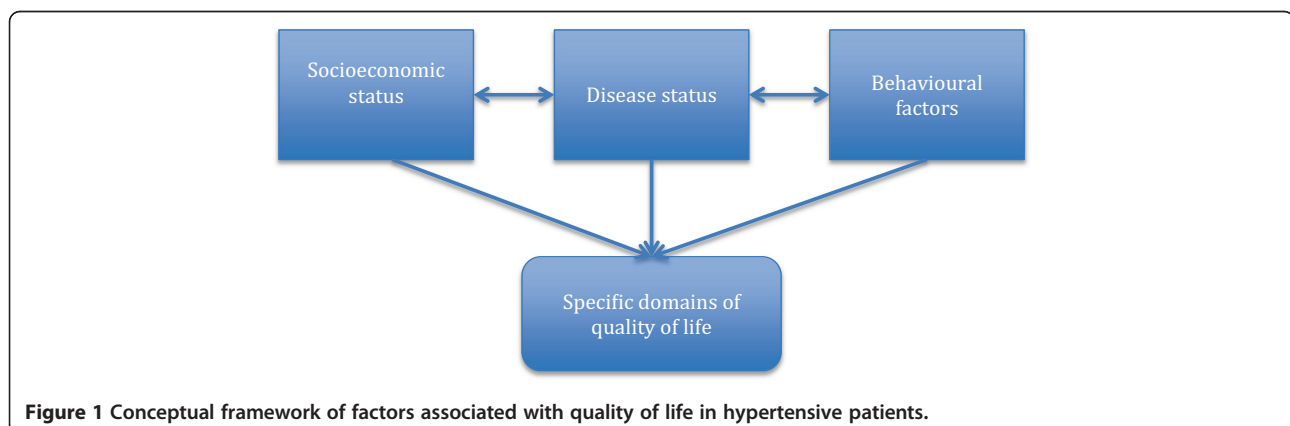 Socioeconomic
status
Disease status
Behavioural
factors
Specific domains of
quality of life
Figure 1 Conceptual framework of factors associated with quality of life in hypertensive patients.